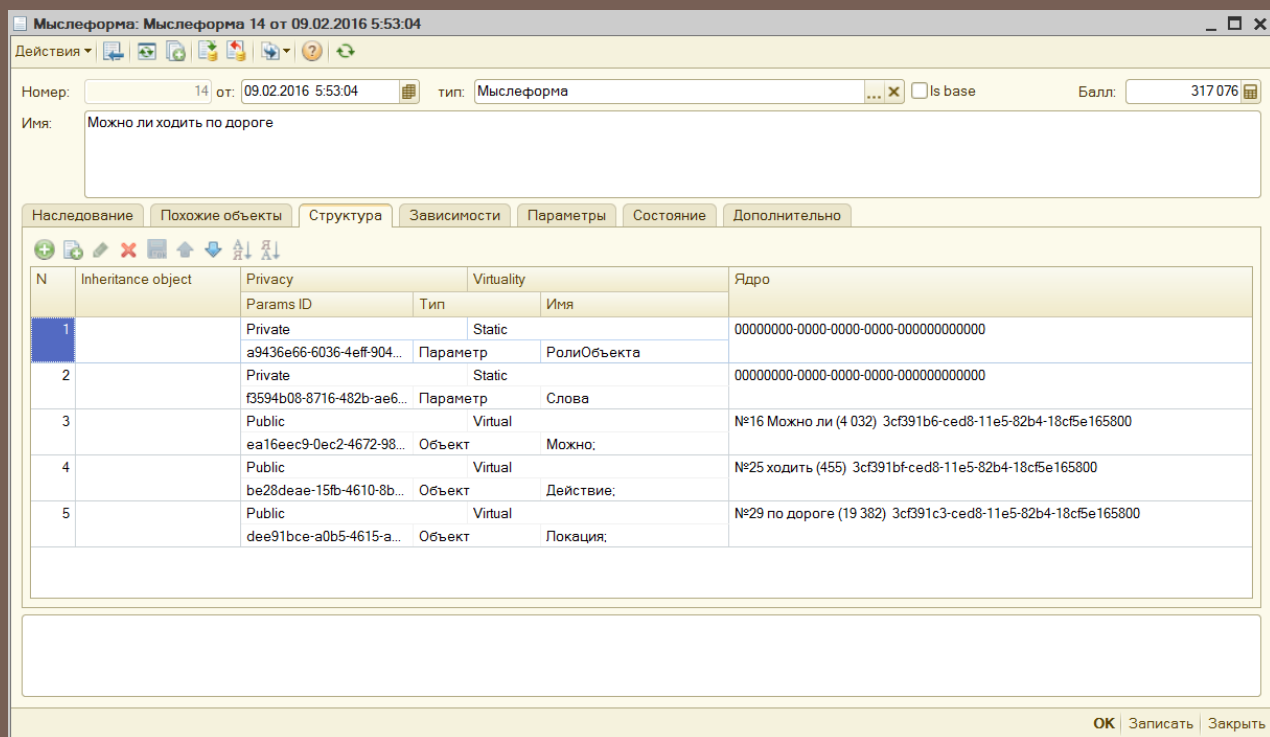 Мыслеформа: Мыслеформа 14 от 09.02.2016 5:53:04
Действия
Номер: 14 от: 09.02.2016 5:53:04 тип: Мыслеформа ... Is base Балл: 317 076
Имя: Можно ли ходить по дороге
Наследование Похожие объекты Структура Зависимости Параметры Состояние Дополнительно
N Inheritance object Privacy Virtuality Ядро
Params ID Тип Имя
1 Private Static 00000000-0000-0000-0000-000000000000
a9436e66-6036-4eff-904... Параметр РолиОбъекта
2 Private Static 00000000-0000-0000-0000-000000000000
f3594b08-8716-482b-ae6... Параметр Слова
3 Public Virtual №16 Можно ли (4 032) 3cf391b6-ced8-11e5-82b4-18cf5e165800
ea16eec9-0ec2-4672-98... Объект Можно;
4 Public Virtual №25 ходить (455) 3cf391bf-ced8-11e5-82b4-18cf5e165800
be28deae-15fb-4610-8b... Объект Действие;
5 Public Virtual №29 по дороге (19 382) 3cf391c3-ced8-11e5-82b4-18cf5e165800
dee91bce-a0b5-4615-a... Объект Локация;
OK Записать Закрыть